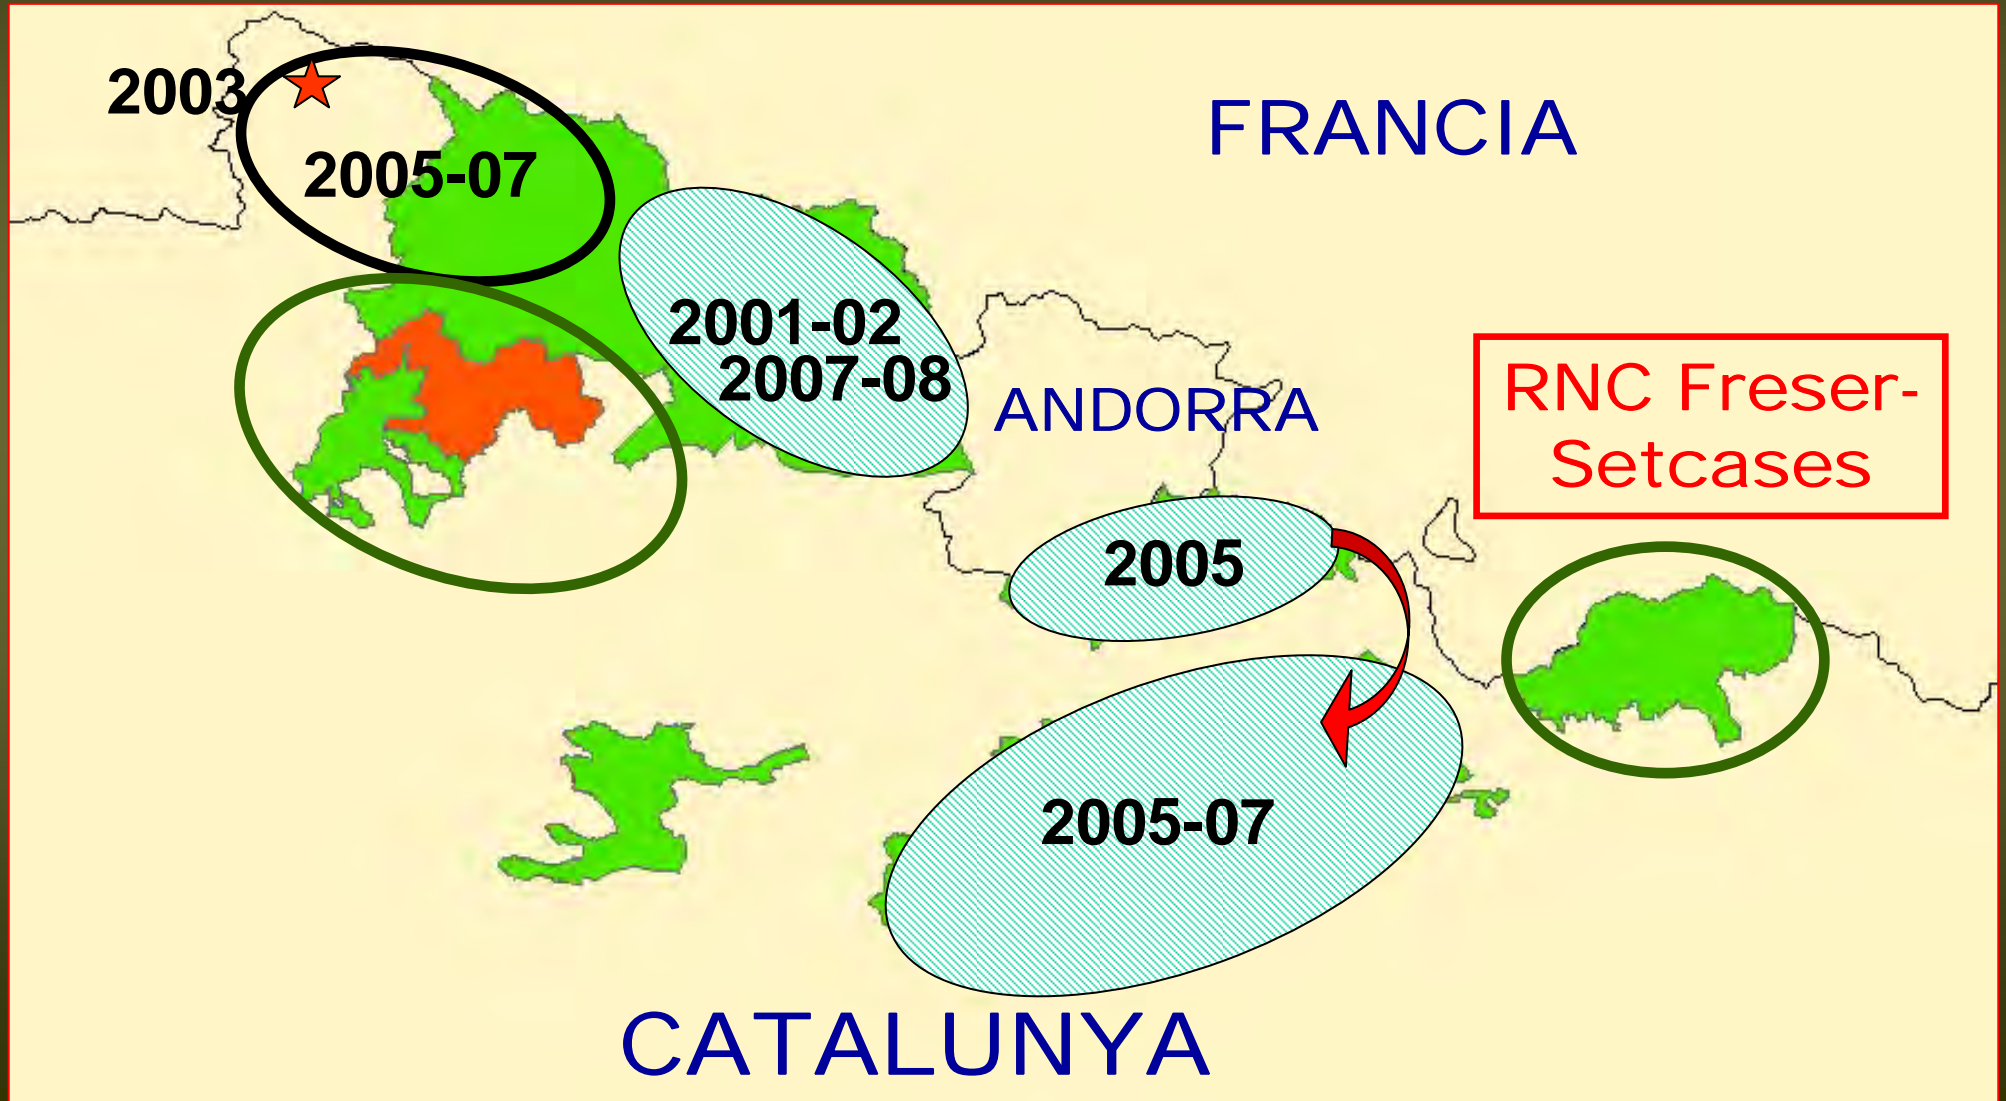 2003
2005-07
FRANCIA
2001-02
2007-08
ANDORRA
RNC Freser-
Setcases
2005
2005-07
CATALUNYA